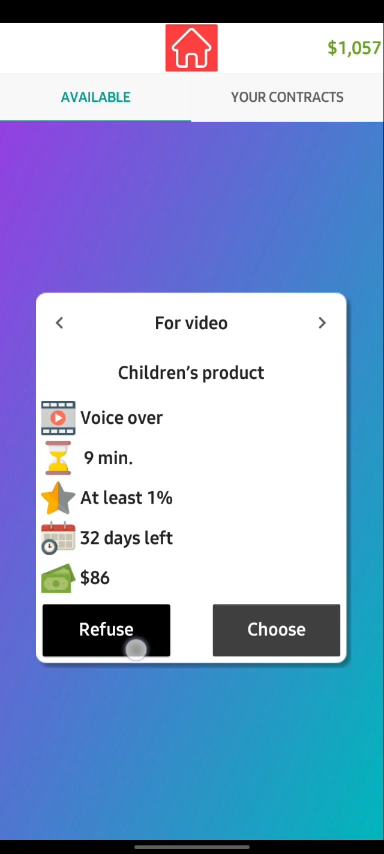 $1,057
AVAILABLE
YOUR CONTRACTS
For video
Children's product
Voice over
9 min.
At least 1%
32 days left
$86
Refuse
Choose